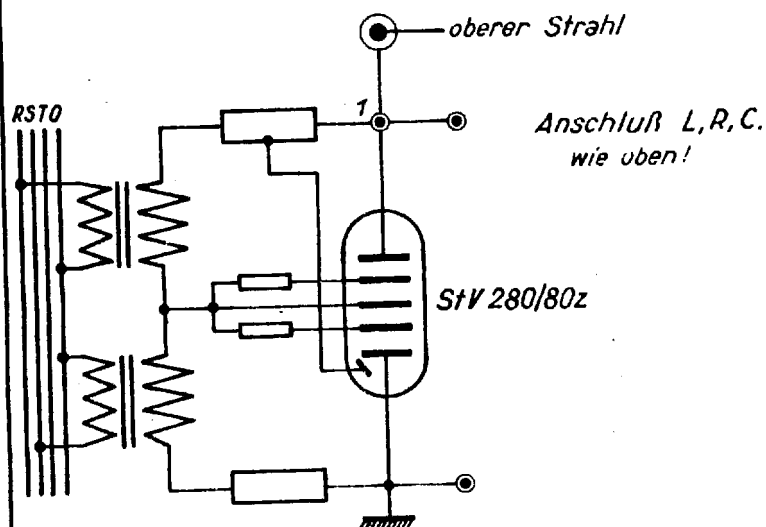 oberer Strahl
RSTO
1
Anschluß L,R,C.
wie oben!
StV 280/80z